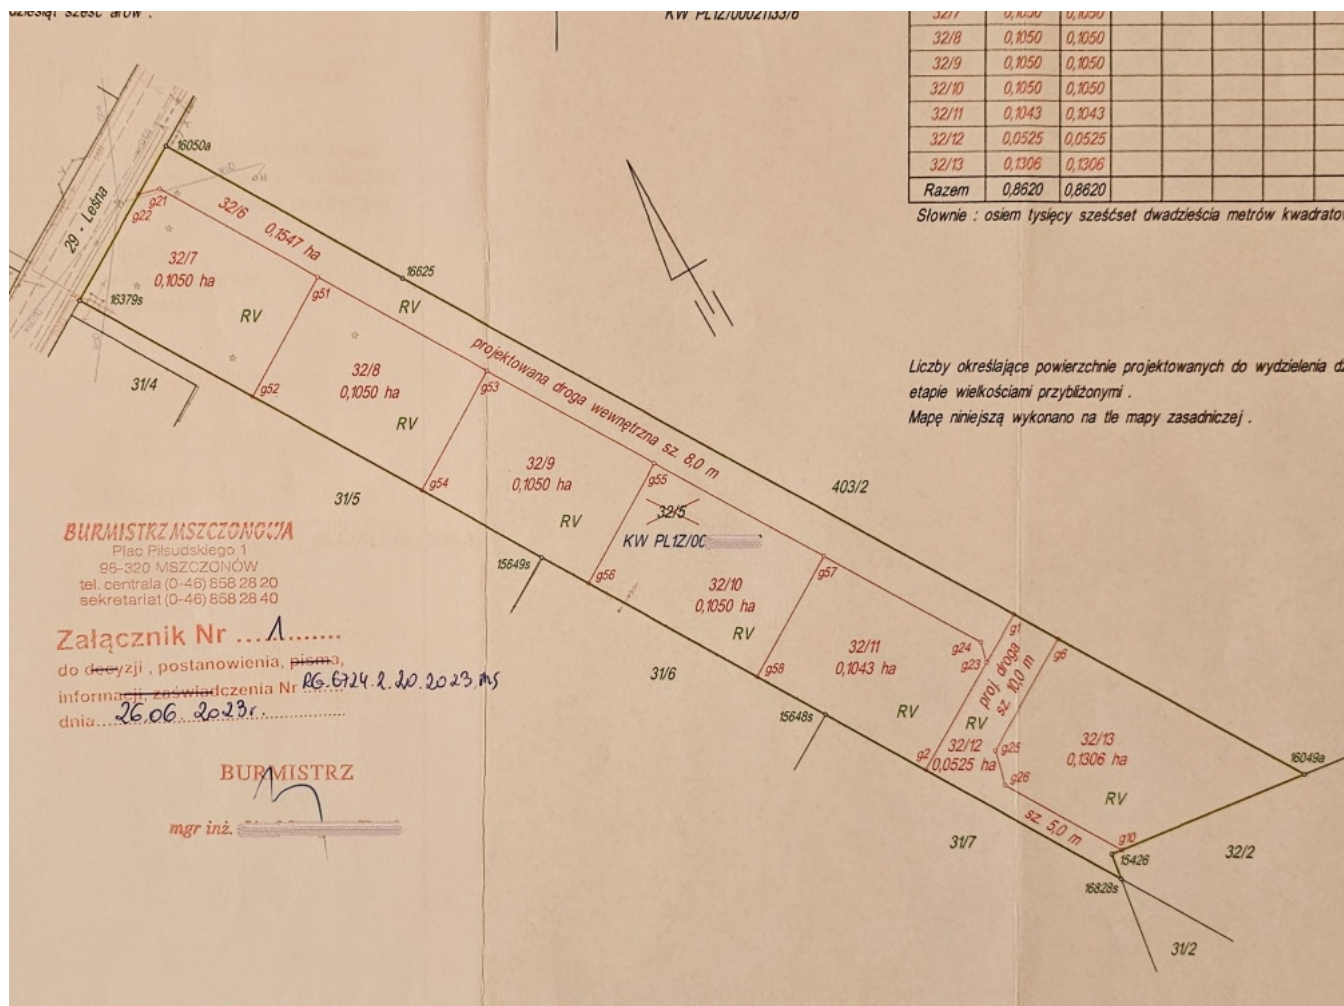 KW PL1Z/00021133/6
32/7 0,1050 0,1050
32/8 0,1050 0,1050
32/9 0,1050 0,1050
32/10 0,1050 0,1050
32/11 0,1043 0,1043
32/12 0,0525 0,0525
32/13 0,1306 0,1306
Razem 0,8620 0,8620
Słownie : osiem tysięcy sześćset dwadzieścia metrów
16050a
29 - Leśna
g21
g22
32/6
0,1547 ha
32/7
0,1050 ha
16625
g51
RV
16379s
RV
31/4
g52
32/8
0,1050 ha
projektowana droga wewnętrzna sz. 8,0 m
g53
RV
Liczby określające powierzchnie projektowanych do wydzielenia
etapie wielkościami przybliżonymi .
Mapę niniejszą wykonano na tle mapy zasadniczej .
31/5
g54
32/9
0,1050 ha
g55
403/2
RV
32/5
KW PL1Z/00
15649s
g56
g57
32/10
0,1050 ha
RV
BURMISTRZ MSZCZONOWA
Plac Piłsudskiego 1
96-320 MSZCZONÓW
tel. centrala (0-46) 858 28 20
sekretariat (0-46) 858 28 40
Załącznik Nr ...1.......
do decyzji , postanowienia, pisma,
informacji, zaświadczenia Nr RG.6724.2.20.2023.MS
dnia...26.06. 2023r.
31/6
g58
32/11
0,1043 ha
g24
g23
g1
g6
proj. droga
sz. 10,0 m
15648s
RV
RV
g2
32/12
0,0525 ha
g25
g26
32/13
0,1306 ha
16049a
RV
BURMISTRZ
mgr inż.
sz. 5,0 m
g10
31/7
15426
32/2
16828s
31/2